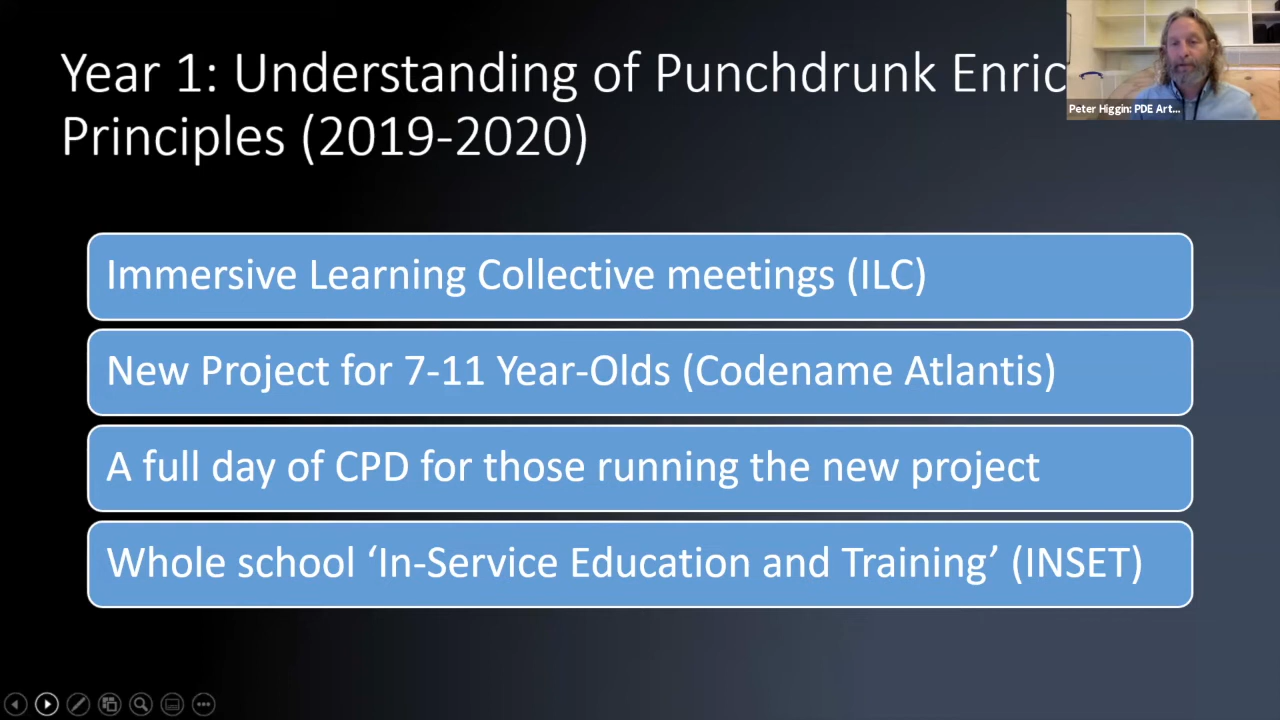 Year 1: Understanding of Punchdrunk Enric
Principles (2019-2020)
Peter Higgin: PDE Art...
Immersive Learning Collective meetings (ILC)
New Project for 7-11 Year-Olds (Codename Atlantis)
A full day of CPD for those running the new project
Whole school ‘In-Service Education and Training’ (INSET)